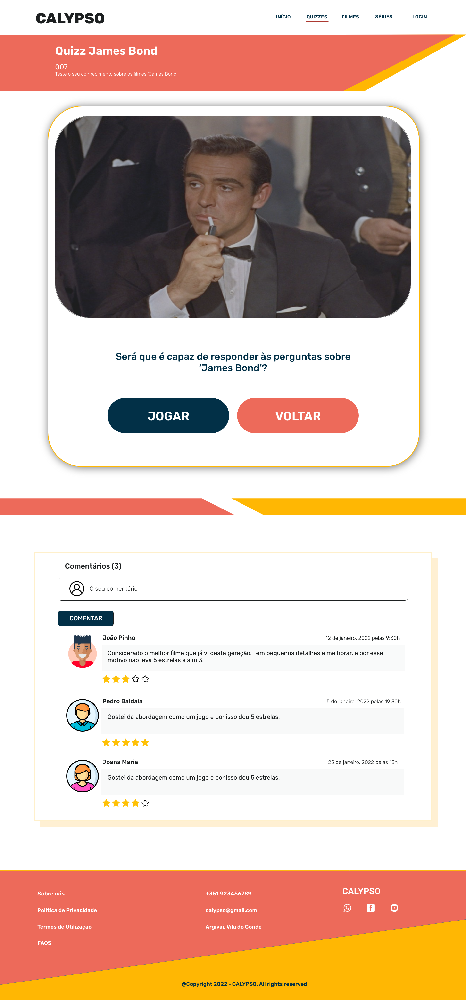 CALYPSO
INÍCIO QUIZZES FILMES SÉRIES LOGIN
Quizz James Bond
007
Teste o seu conhecimento sobre os filmes ‘James Bond’
Será que é capaz de responder às perguntas sobre
‘James Bond’?
JOGAR VOLTAR
Comentários (3)
O seu comentário
COMENTAR
João Pinho 12 de janeiro, 2022 pelas 9:30h
Considerado o melhor filme que já vi desta geração. Tem pequenos detalhes a melhorar, e por esse
motivo não leva 5 estrelas e sim 3.
Pedro Baldaia 15 de janeiro, 2022 pelas 19:30h
Gostei da abordagem como um jogo e por isso dou 5 estrelas.
Joana Maria 25 de janeiro, 2022 pelas 13h
Gostei da abordagem como um jogo e por isso dou 5 estrelas.
Sobre nós
Política de Privacidade
Termos de Utilização
FAQS
+351 923456789
calypso@gmail.com
Argivai, Vila do Conde
CALYPSO
@Copyright 2022 - CALYPSO. All rights reserved